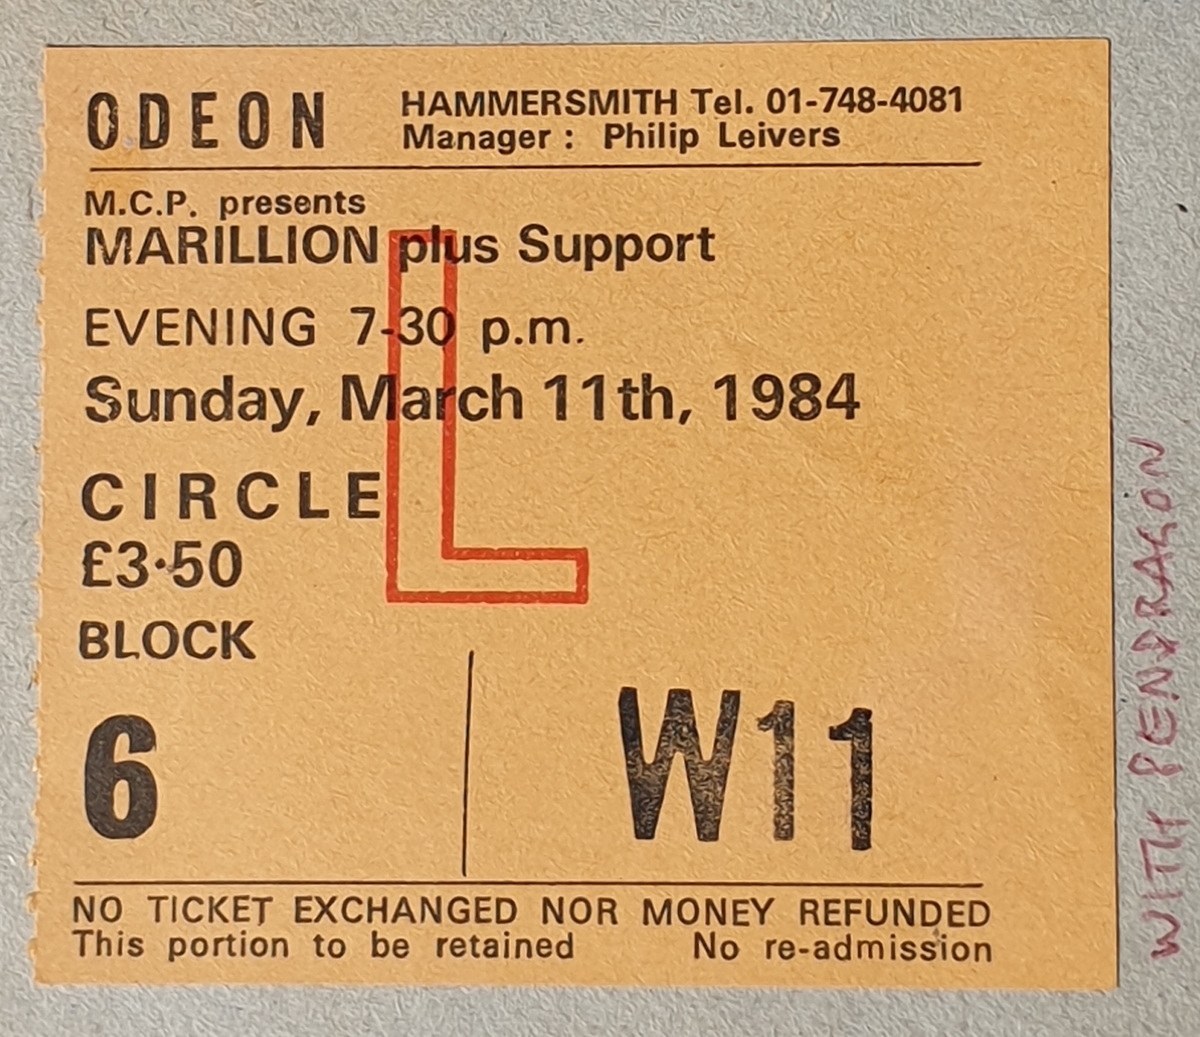 ODEON
HAMMERSMITH Tel. 01-748-4081
Manager : Philip Leivers
M.C.P. presents
MARILLION plus Support
EVENING 7-30 p.m.
Sunday, March 11th, 1984
CIRCLE
£3·50
BLOCK
6
W11
L
NO TICKET EXCHANGED NOR MONEY REFUNDED
This portion to be retained No re-admission
WITH PENDRAGON